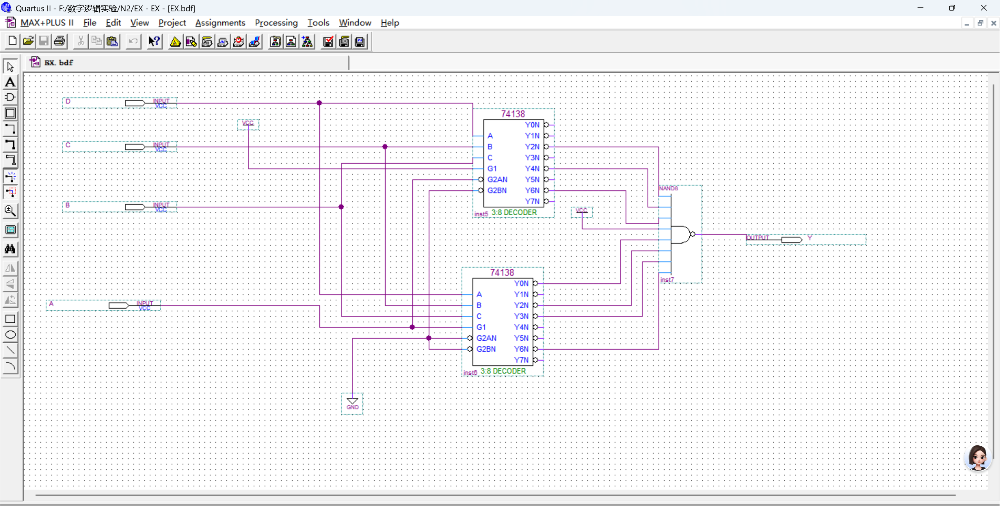 Quartus II - F:/数字逻辑实验/N2/EX - EX - [EX.bdf]
MAX+PLUS II File Edit View Project Assignments Processing Tools Window Help
EX.bdf
D INPUT VCC
VCC
C INPUT VCC
B INPUT VCC
A INPUT VCC
74138
A
B
C
G1
G2AN
G2BN
Y0N
Y1N
Y2N
Y3N
Y4N
Y5N
Y6N
Y7N
inst5 3:8 DECODER
VCC
NAND8
inst7
OUTPUT Y
74138
A
B
C
G1
G2AN
G2BN
Y0N
Y1N
Y2N
Y3N
Y4N
Y5N
Y6N
Y7N
inst6 3:8 DECODER
GND